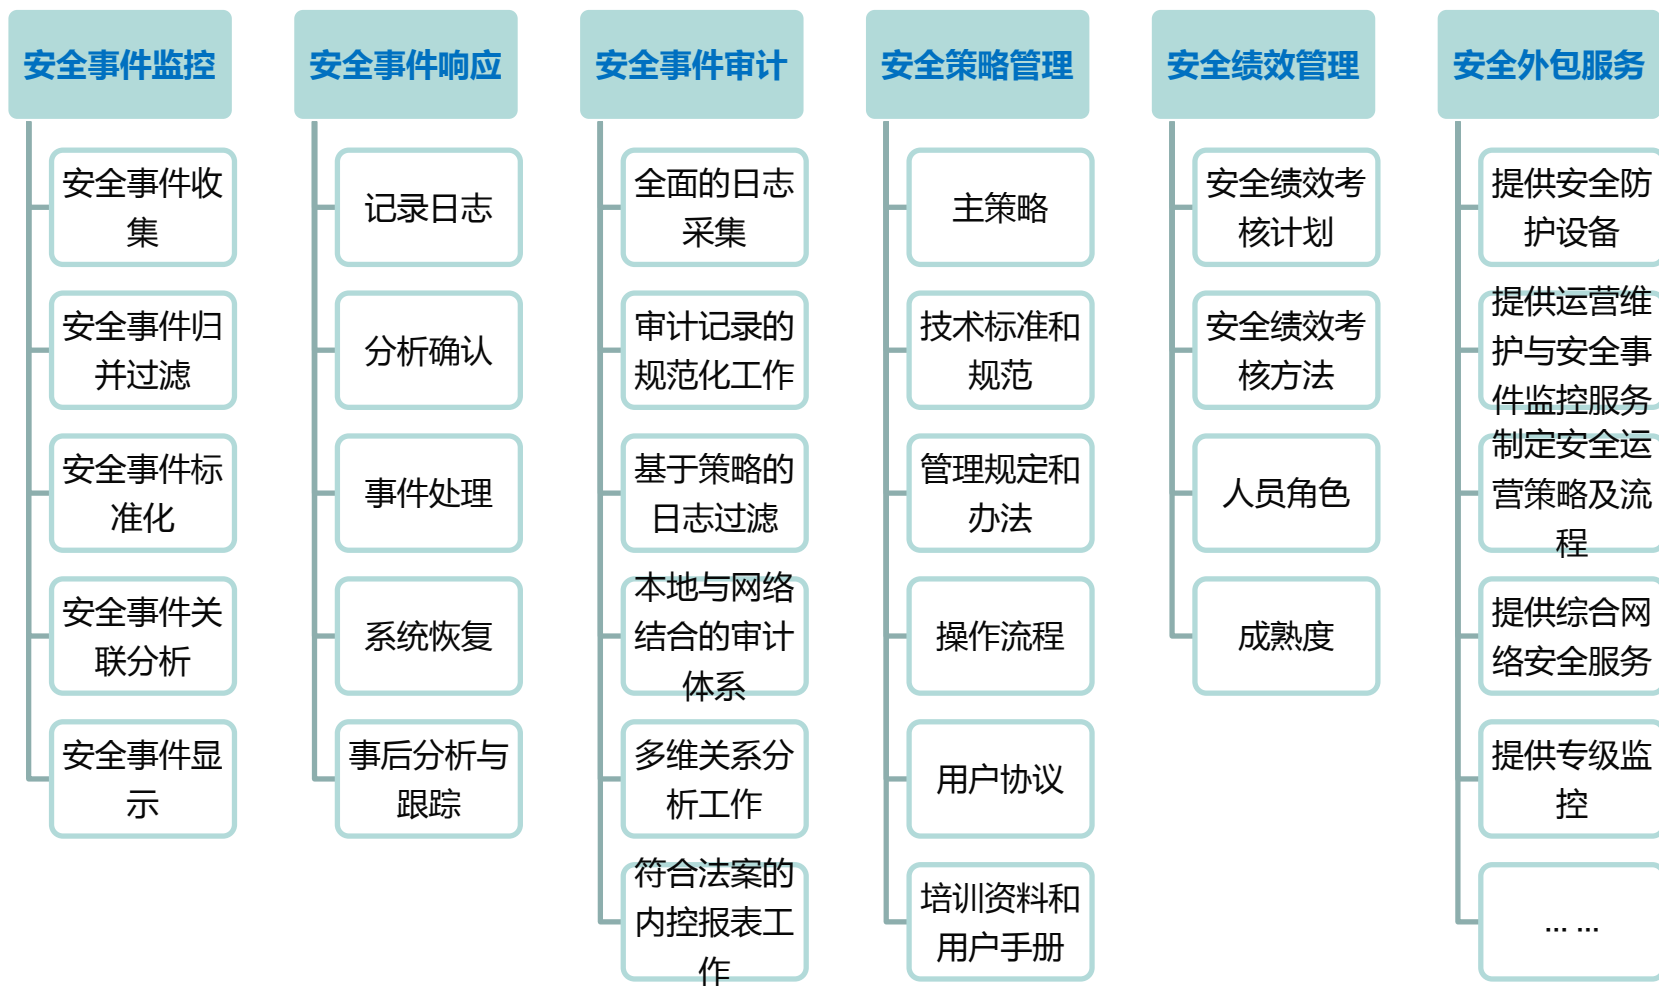 安全事件监控
安全事件收
集
安全事件归
并过滤
安全事件标
准化
安全事件关
联分析
安全事件显
示
安全事件响应
记录日志
分析确认
事件处理
系统恢复
事后分析与
跟踪
安全事件审计
全面的日志
采集
审计记录的
规范化工作
基于策略的
日志过滤
本地与网络
结合的审计
体系
多维关系分
析工作
符合法案的
内控报表工
作
安全策略管理
主策略
技术标准和
规范
管理规定和
办法
操作流程
用户协议
培训资料和
用户手册
安全绩效管理
安全绩效考
核计划
安全绩效考
核方法
人员角色
成熟度
安全外包服务
提供安全防
护设备
提供运营维
护与安全事
件监控服务
制定安全运
营策略及流
程
提供综合网
络安全服务
提供专级监
控
... ...